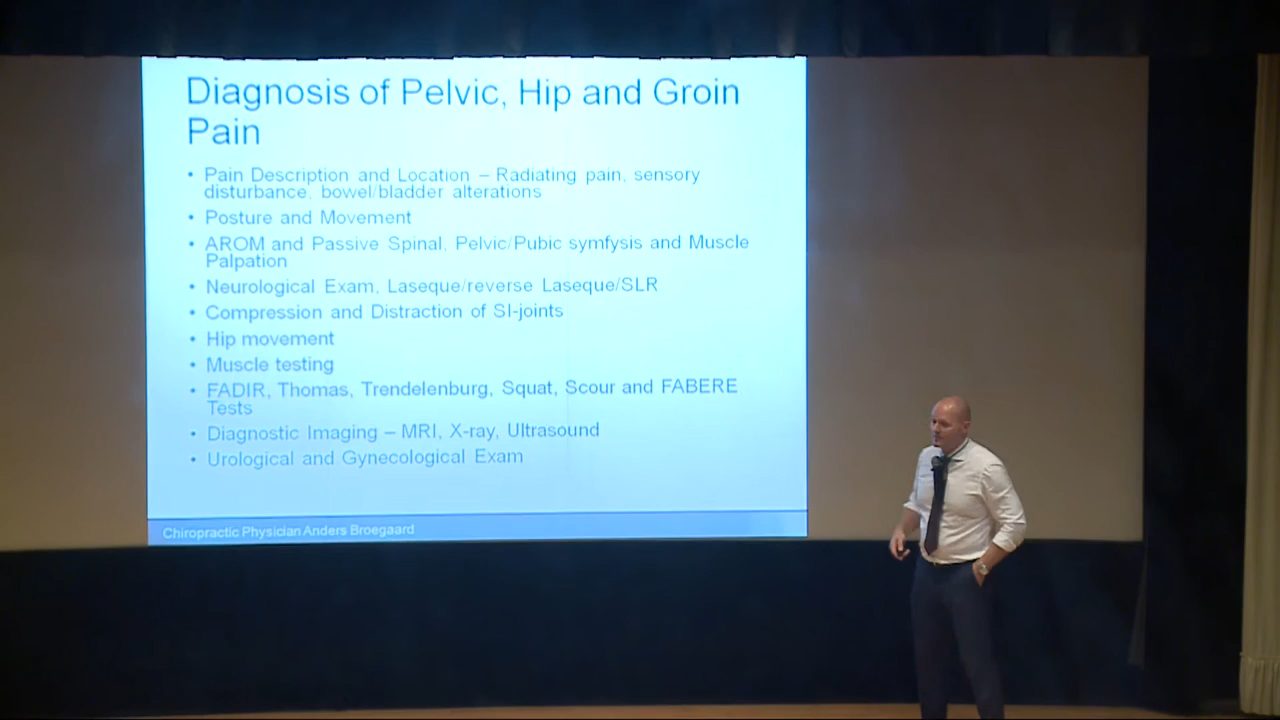 Diagnosis of Pelvic, Hip and Groin
Pain
• Pain Description and Location – Radiating pain, sensory
disturbance, bowel/bladder alterations
• Posture and Movement
• AROM and Passive Spinal, Pelvic/Pubic symfysis and Muscle
Palpation
• Neurological Exam, Laseque/reverse Laseque/SLR
• Compression and Distraction of SI-joints
• Hip movement
• Muscle testing
• FADIR, Thomas, Trendelenburg, Squat, Scour and FABERE
Tests
• Diagnostic Imaging – MRI, X-ray, Ultrasound
• Urological and Gynecological Exam
Chiropractic Physician Anders Broegaard